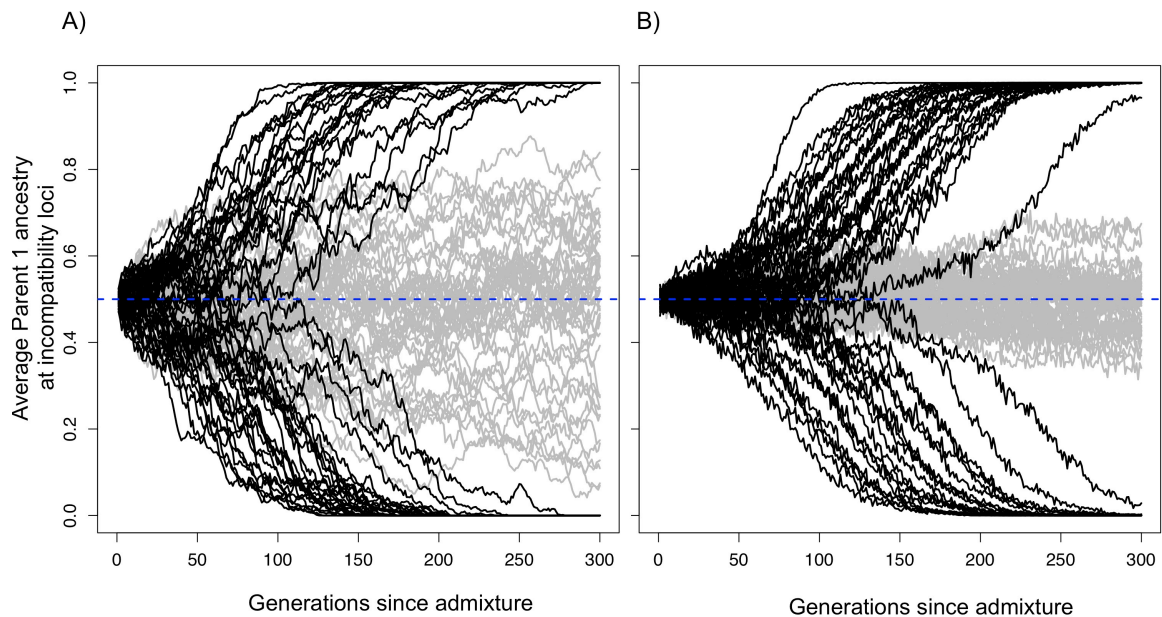 A)
B)
Average Parent 1 ancestry
at incompatibility loci
1.0
0.8
0.6
0.4
0.2
0.0
0 50 100 150 200 250 300
0 50 100 150 200 250 300
Generations since admixture
Generations since admixture